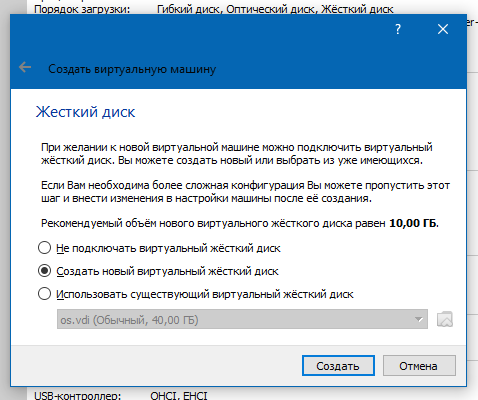 Порядок загрузки: Гибкий диск, Оптический диск, Жёсткий диск
?
er-
Создать виртуальную машину
Жесткий диск
При желании к новой виртуальной машине можно подключить виртуальный
жёсткий диск. Вы можете создать новый или выбрать из уже имеющихся.
Если Вам необходима более сложная конфигурация Вы можете пропустить этот
шаг и внести изменения в настройки машины после её создания.
Рекомендуемый объём нового виртуального жёсткого диска равен 10,00 ГБ.
Не подключать виртуальный жёсткий диск
Создать новый виртуальный жёсткий диск
Использовать существующий виртуальный жёсткий диск
os.vdi (Обычный, 40,00 ГБ)
Создать Отмена
USB-контроллер: OHCI, EHCI